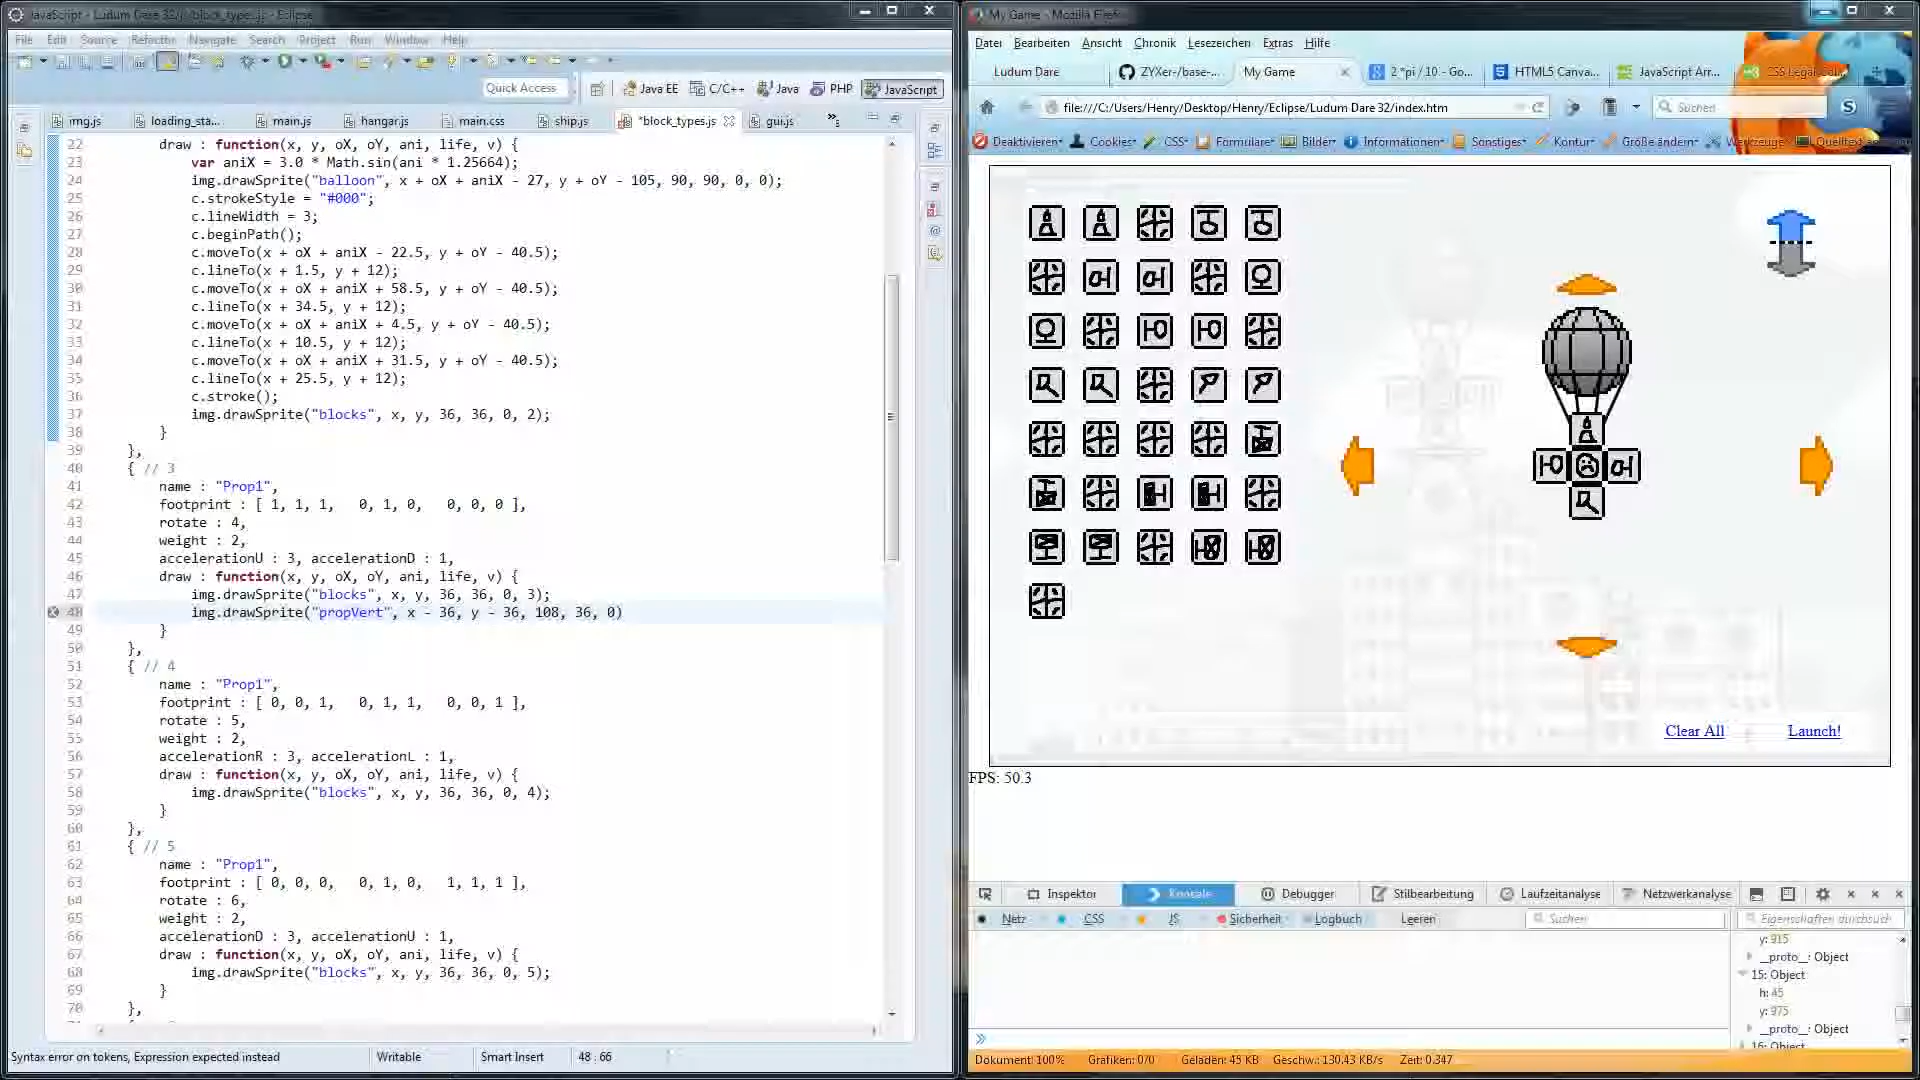 JavaScript - Ludum Dare 32/js/block_types.js - Eclipse
File Edit Source Refactor Navigate Search Project Run Window Help
Quick Access Java EE C/C++ Java PHP JavaScript
img.js loading_sta... main.js hangar.js main.css ship.js *block_types.js gui.js
22 draw : function(x, y, oX, oY, ani, life, v) {
23 var aniX = 3.0 * Math.sin(ani * 1.25664);
24 img.drawSprite("balloon", x + oX + aniX - 27, y + oY - 105, 90, 90, 0, 0);
25 c.strokeStyle = "#000";
26 c.lineWidth = 3;
27 c.beginPath();
28 c.moveTo(x + oX + aniX - 22.5, y + oY - 40.5);
29 c.lineTo(x + 1.5, y + 12);
30 c.moveTo(x + oX + aniX + 58.5, y + oY - 40.5);
31 c.lineTo(x + 34.5, y + 12);
32 c.moveTo(x + oX + aniX + 4.5, y + oY - 40.5);
33 c.lineTo(x + 10.5, y + 12);
34 c.moveTo(x + oX + aniX + 31.5, y + oY - 40.5);
35 c.lineTo(x + 25.5, y + 12);
36 c.stroke();
37 img.drawSprite("blocks", x, y, 36, 36, 0, 2);
38 }
39 },
40 { // 3
41 name : "Prop1",
42 footprint : [ 1, 1, 1, 0, 1, 0, 0, 0, 0 ],
43 rotate : 4,
44 weight : 2,
45 accelerationU : 3, accelerationD : 1,
46 draw : function(x, y, oX, oY, ani, life, v) {
47 img.drawSprite("blocks", x, y, 36, 36, 0, 3);
48 img.drawSprite("propVert", x - 36, y - 36, 108, 36, 0)
49 }
50 },
51 { // 4
52 name : "Prop1",
53 footprint : [ 0, 0, 1, 0, 1, 1, 0, 0, 1 ],
54 rotate : 5,
55 weight : 2,
56 accelerationR : 3, accelerationL : 1,
57 draw : function(x, y, oX, oY, ani, life, v) {
58 img.drawSprite("blocks", x, y, 36, 36, 0, 4);
59 }
60 },
61 { // 5
62 name : "Prop1",
63 footprint : [ 0, 0, 0, 0, 1, 0, 1, 1, 1 ],
64 rotate : 6,
65 weight : 2,
66 accelerationD : 3, accelerationU : 1,
67 draw : function(x, y, oX, oY, ani, life, v) {
68 img.drawSprite("blocks", x, y, 36, 36, 0, 5);
69 }
70 },
Syntax error on tokens, Expression expected instead Writable Smart Insert 48 : 66
My Game - Mozilla Firefox
Datei Bearbeiten Ansicht Chronik Lesezeichen Extras Hilfe
Ludum Dare ZYXer-/base-... My Game 2 *pi / 10 - Go... HTML5 Canva... JavaScript Arr... CSS Legal Col...
file:///C:/Users/Henry/Desktop/Henry/Eclipse/Ludum Dare 32/index.htm Suchen
Deaktivieren Cookies CSS Formulare Bilder Informationen Sonstiges Kontur Größe ändern Werkzeuge Quelltext
Clear All Launch!
FPS: 50.3
Inspektor Konsole Debugger Stilbearbeitung Laufzeitanalyse Netzwerkanalyse
Netz CSS JS Sicherheit Logbuch Leeren Suchen Eigenschaften durchsuch
y: 915
__proto__: Object
15: Object
h: 45
y: 975
__proto__: Object
16: Object
Dokument: 100% Grafiken: 0/0 Geladen: 45 KB Geschw.: 130.43 KB/s Zeit: 0.347